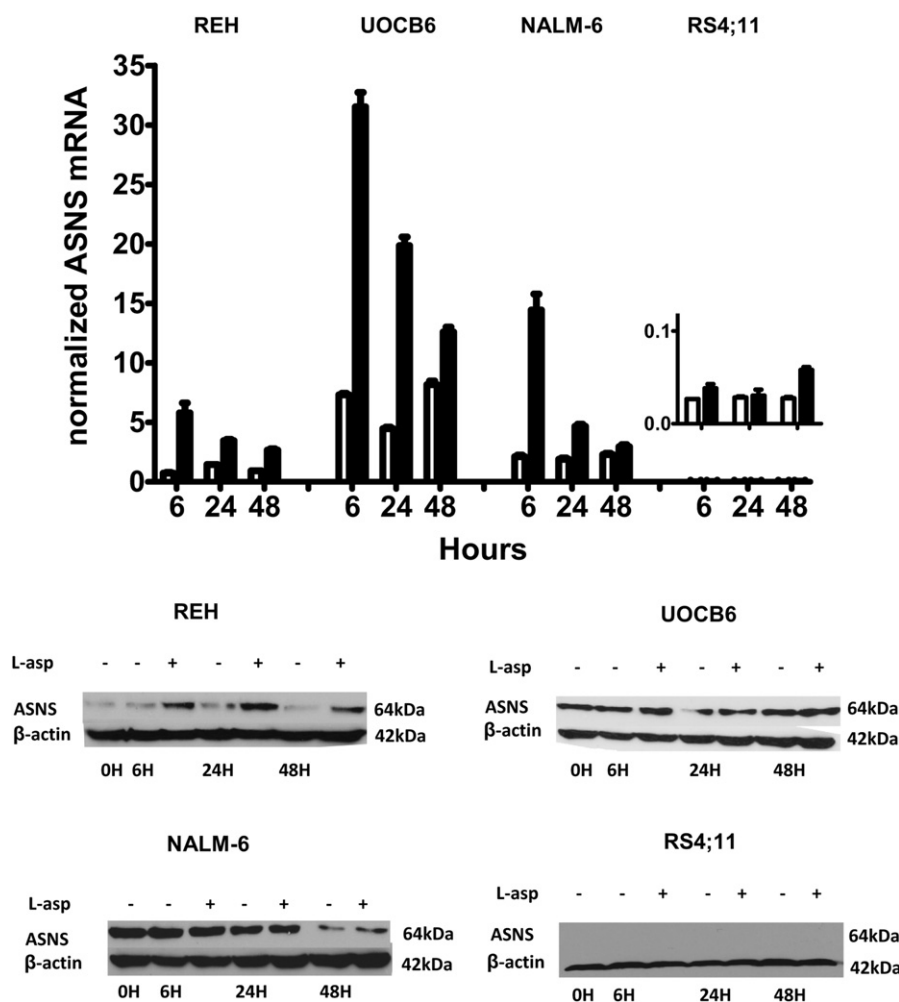 REH UOCB6 NALM-6 RS4;11
normalized ASNS mRNA
35
30
25
20
15
10
5
0
0.1
0.0
6 24 48 6 24 48 6 24 48 6 24 48
Hours
REH
L-asp - - + - + - +
ASNS 64kDa
β-actin 42kDa
0H 6H 24H 48H
UOCB6
L-asp - - + - + - +
ASNS 64kDa
β-actin 42kDa
0H 6H 24H 48H
NALM-6
L-asp - - + - + - +
ASNS 64kDa
β-actin 42kDa
0H 6H 24H 48H
RS4;11
L-asp - - + - + - +
ASNS 64kDa
β-actin 42kDa
0H 6H 24H 48H